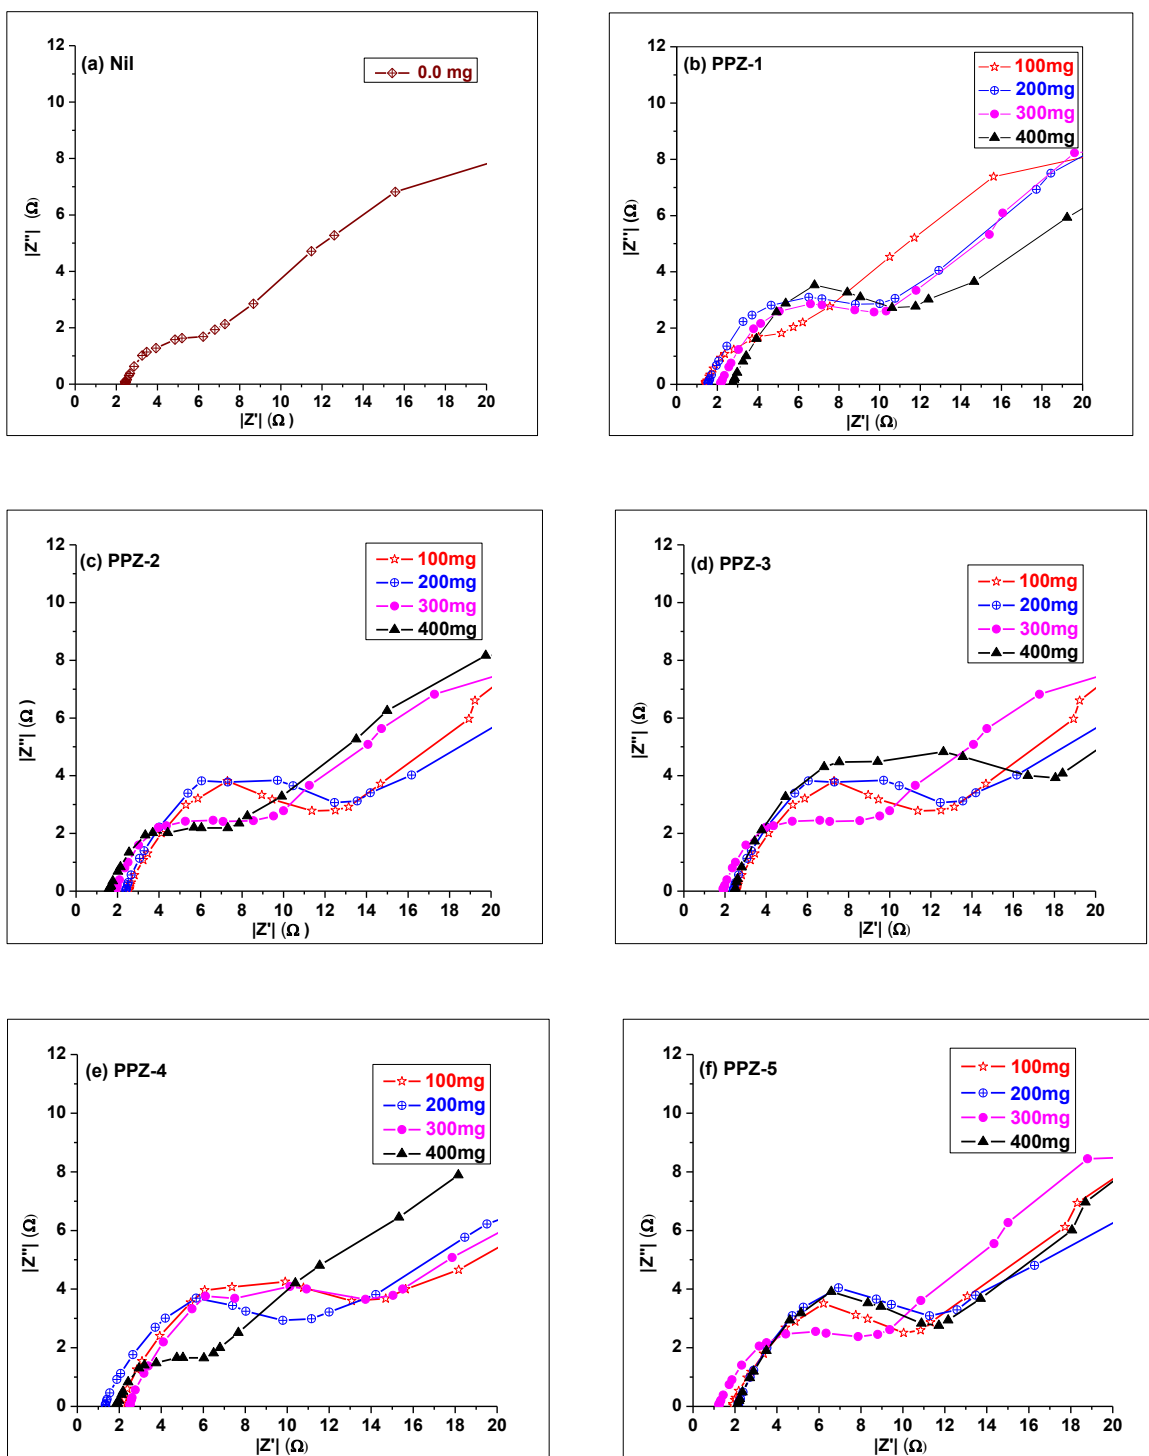 (a) Nil
0.0 mg
12
10
8
6
4
2
0
|Z''| (Ω)
0 2 4 6 8 10 12 14 16 18 20
|Z'| (Ω )
(b) PPZ-1
100mg
200mg
300mg
400mg
12
10
8
6
4
2
0
|Z''| (Ω)
0 2 4 6 8 10 12 14 16 18 20
|Z'| (Ω)
(c) PPZ-2
100mg
200mg
300mg
400mg
12
10
8
6
4
2
0
|Z''| (Ω )
0 2 4 6 8 10 12 14 16 18 20
|Z'| (Ω )
(d) PPZ-3
100mg
200mg
300mg
400mg
12
10
8
6
4
2
0
|Z''| (Ω)
0 2 4 6 8 10 12 14 16 18 20
|Z'| (Ω)
(e) PPZ-4
100mg
200mg
300mg
400mg
12
10
8
6
4
2
0
|Z''| (Ω)
0 2 4 6 8 10 12 14 16 18 20
|Z'| (Ω)
(f) PPZ-5
100mg
200mg
300mg
400mg
12
10
8
6
4
2
0
|Z''| (Ω)
0 2 4 6 8 10 12 14 16 18 20
|Z'| (Ω)